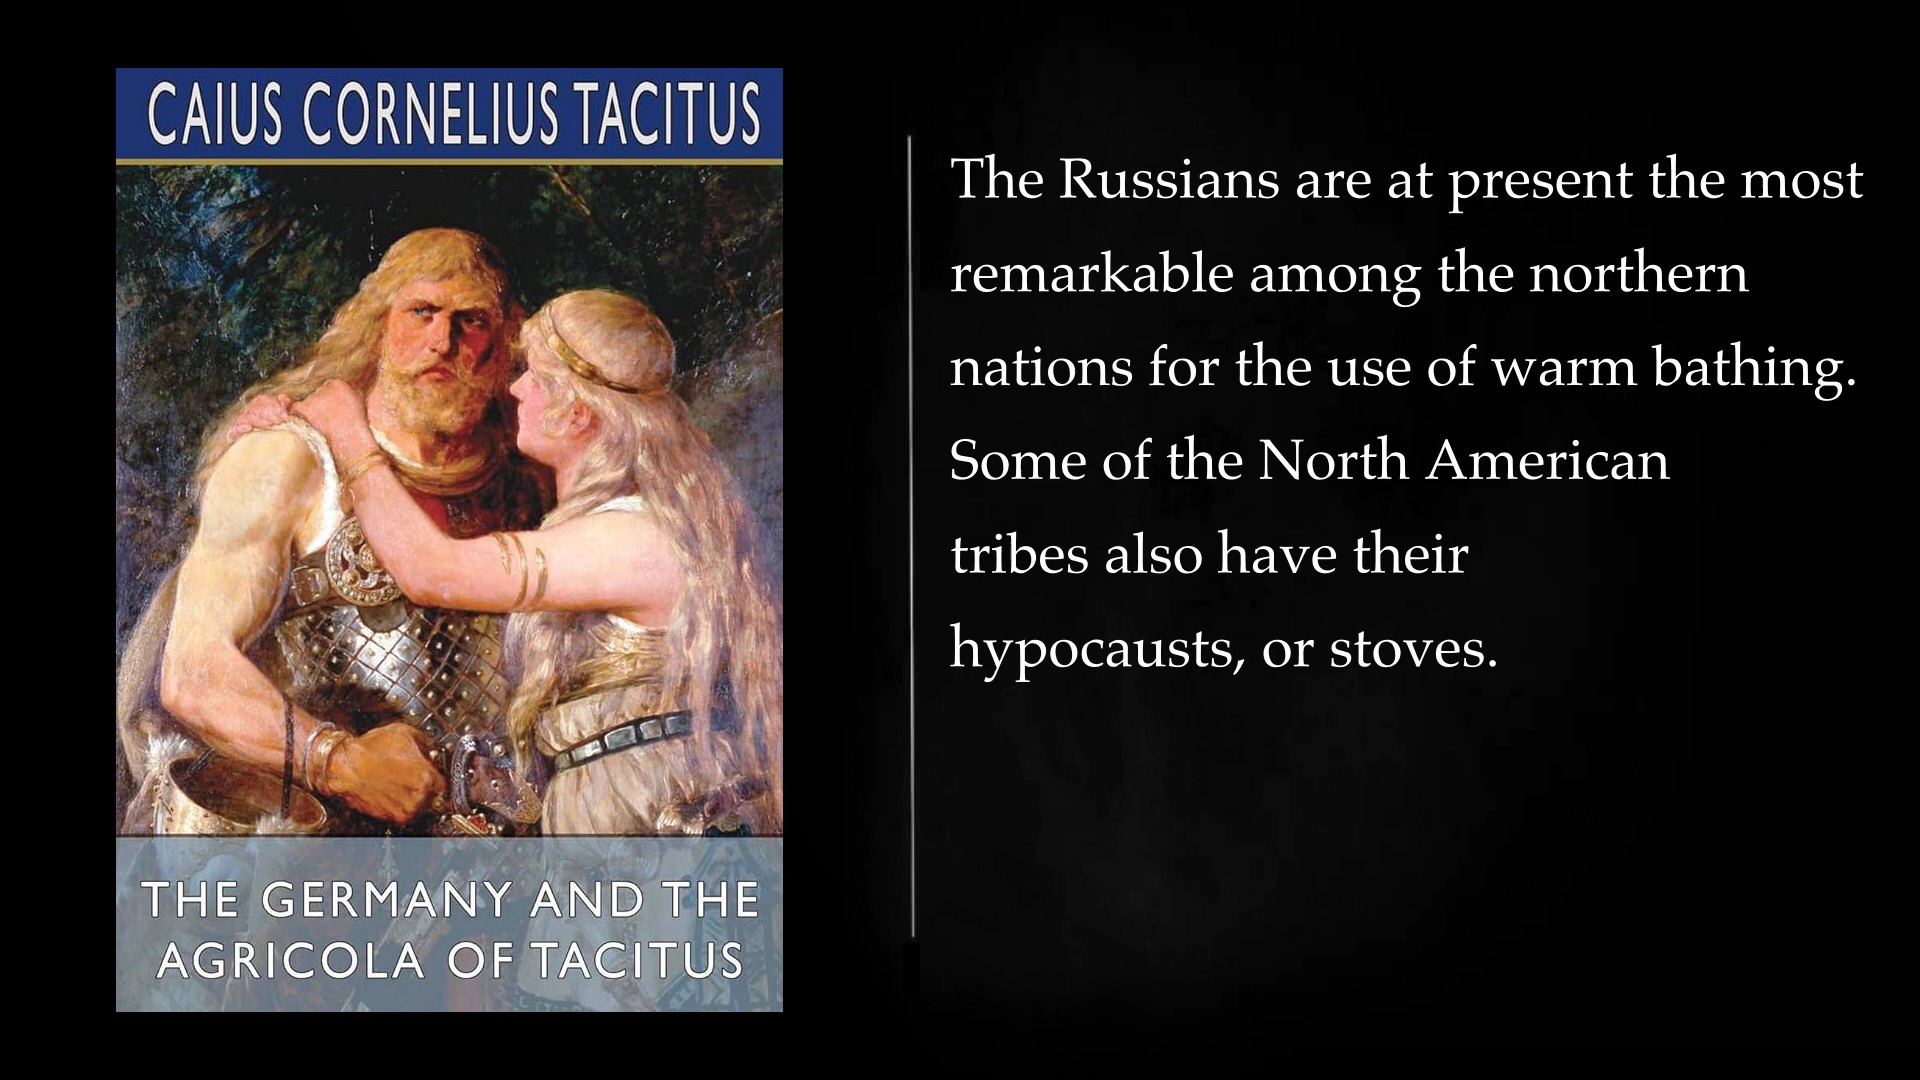 CAIUS CORNELIUS TACITUS
THE GERMANY AND THE
AGRICOLA OF TACITUS
The Russians are at present the most
remarkable among the northern
nations for the use of warm bathing.
Some of the North American
tribes also have their
hypocausts, or stoves.